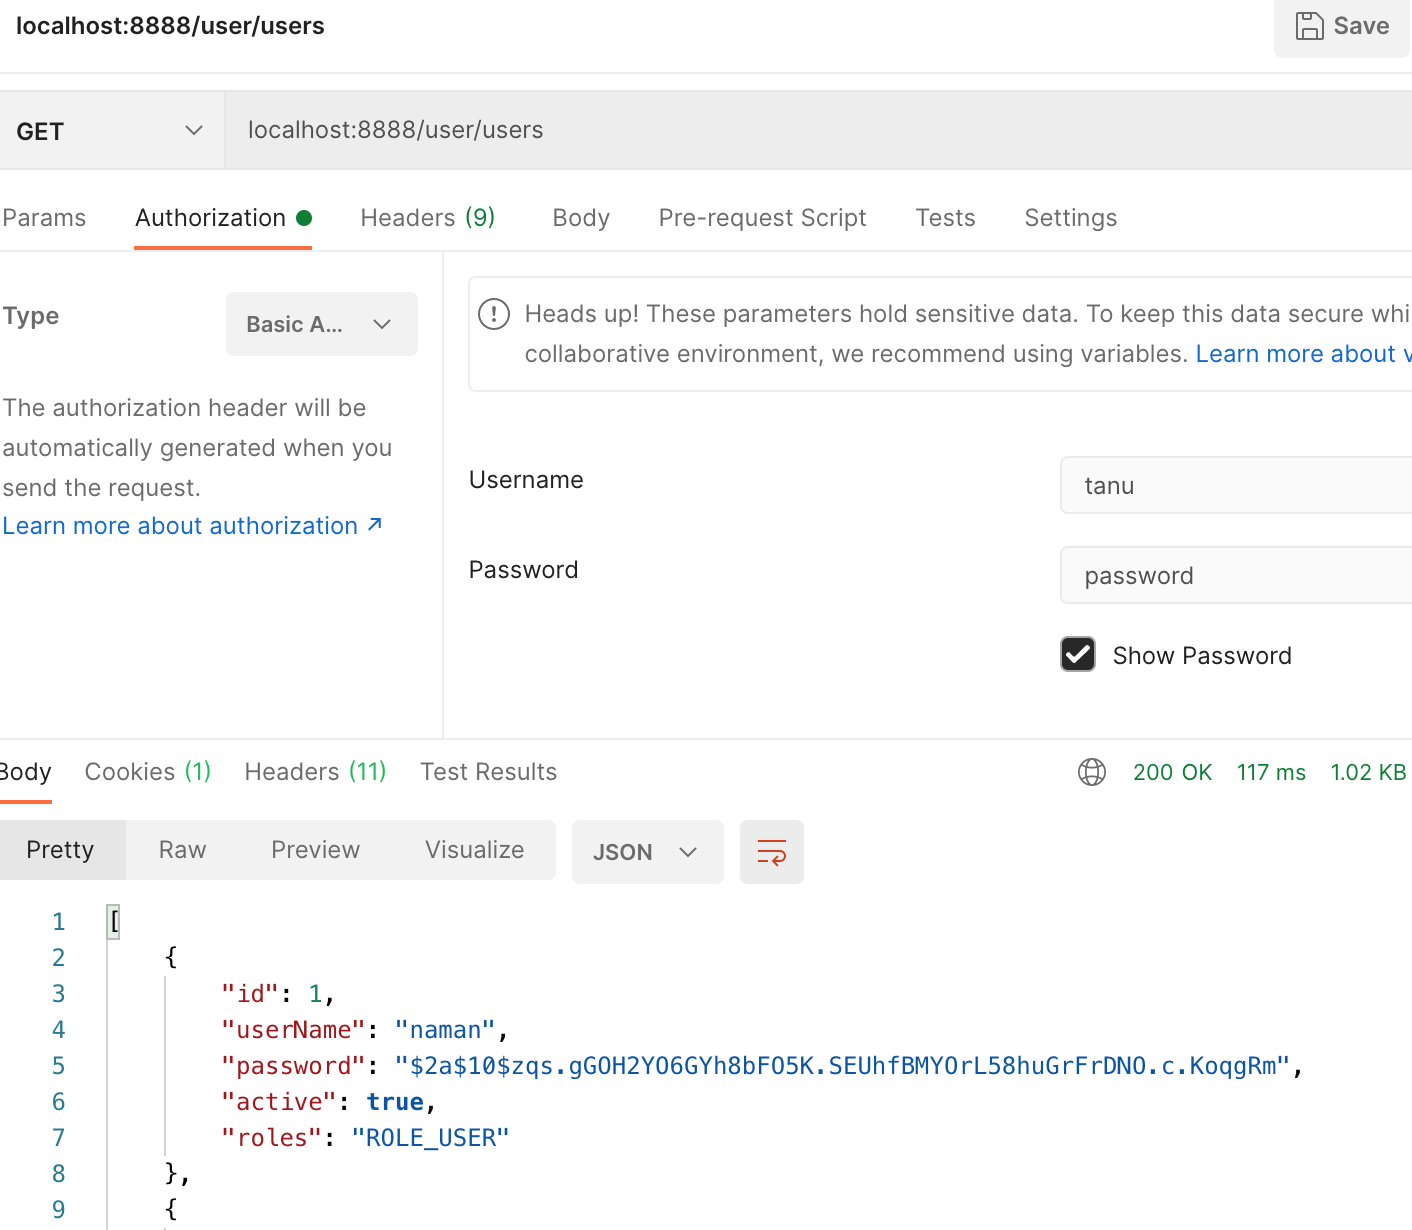 localhost:8888/user/users
Save
GET
localhost:8888/user/users
Params Authorization Headers (9) Body Pre-request Script Tests Settings
Type
Basic A...
The authorization header will be
automatically generated when you
send the request.
Learn more about authorization ↗
Heads up! These parameters hold sensitive data. To keep this data secure whi
collaborative environment, we recommend using variables. Learn more about v
Username
tanu
Password
password
Show Password
Body Cookies (1) Headers (11) Test Results
200 OK 117 ms 1.02 KB
Pretty Raw Preview Visualize JSON
1 [
2 {
3 "id": 1,
4 "userName": "naman",
5 "password": "$2a$10$zqs.gGOH2YO6GYh8bFO5K.SEUhfBMYOrL58huGrFrDNO.c.KoqgRm",
6 "active": true,
7 "roles": "ROLE_USER"
8 },
9 {